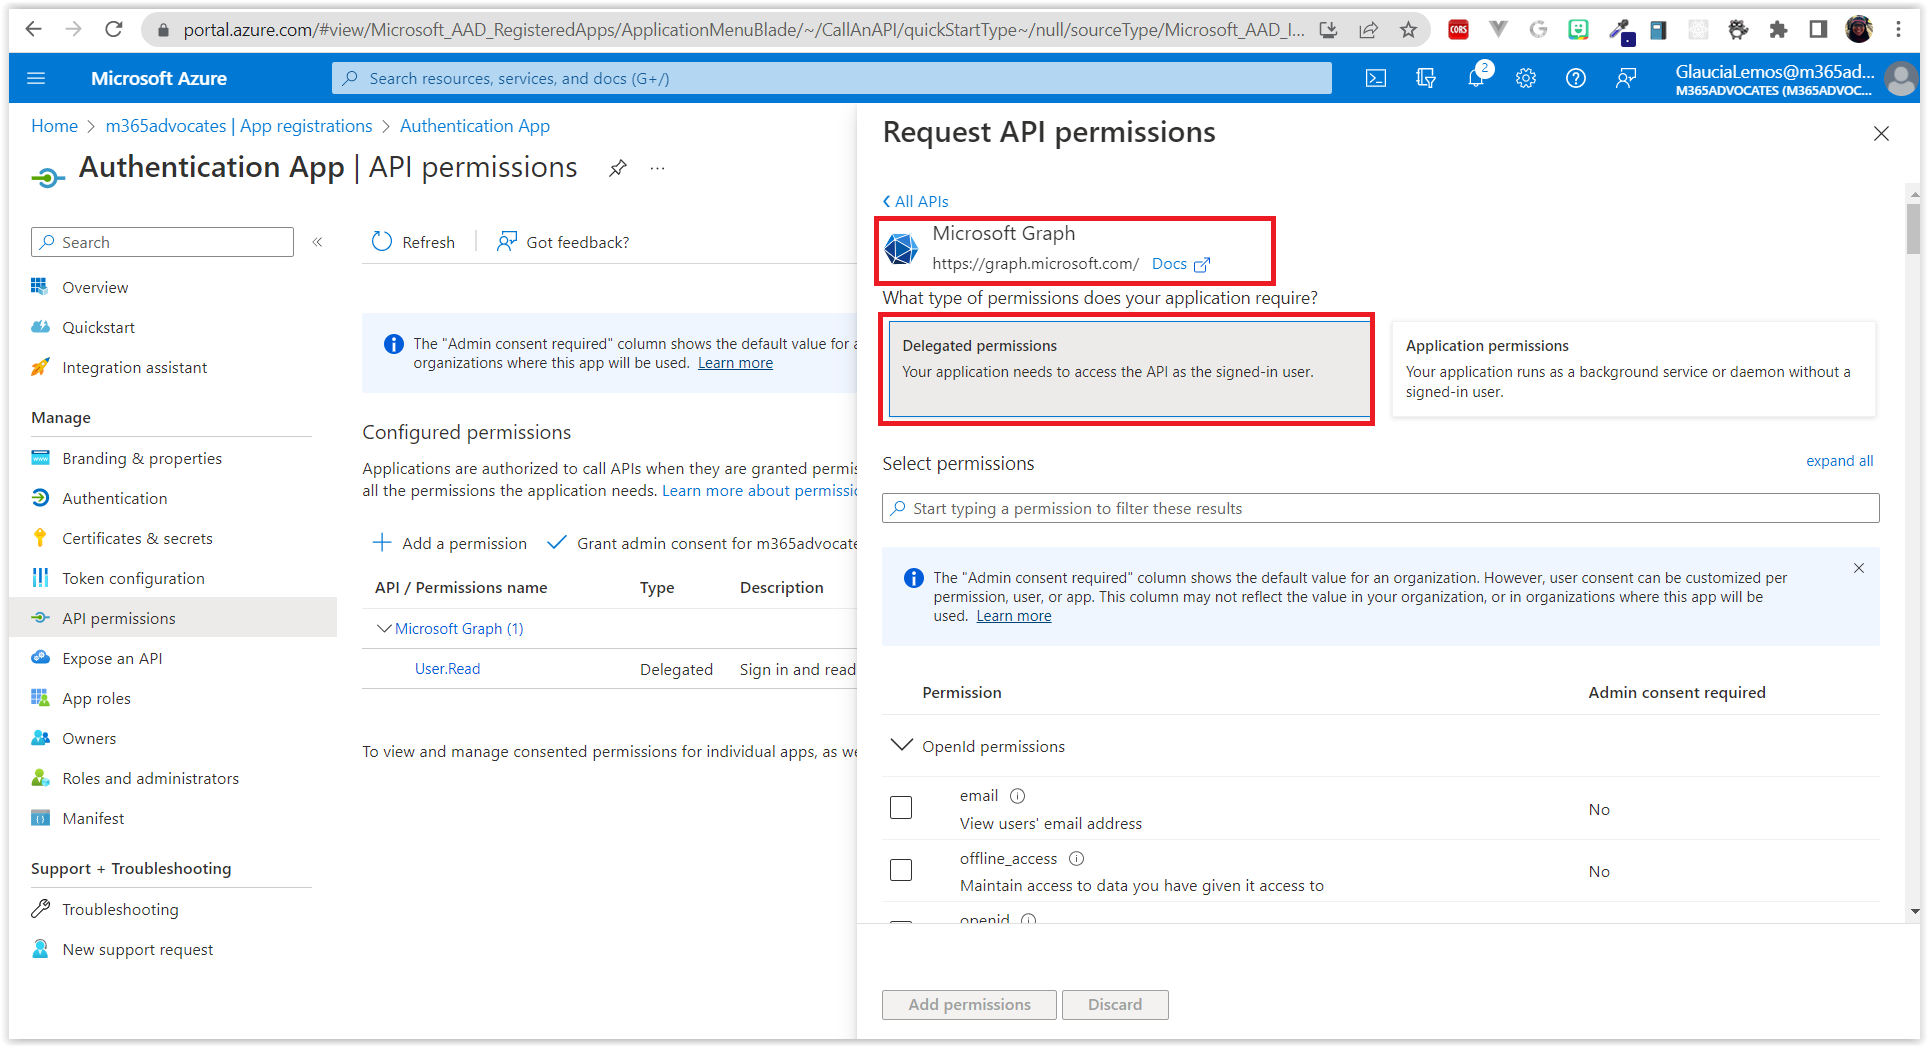 portal.azure.com/#view/Microsoft_AAD_RegisteredApps/ApplicationMenuBlade/~/CallAnAPI/quickStartType~/null/sourceType/Microsoft_AAD_I...
CORS
Microsoft Azure
Search resources, services, and docs (G+/)
2
GlauciaLemos@m365ad...
M365ADVOCATES (M365ADVOC...
Home > m365advocates | App registrations > Authentication App
Authentication App | API permissions
...
Search
«
Overview
Quickstart
Integration assistant
Manage
Branding & properties
Authentication
Certificates & secrets
Token configuration
API permissions
Expose an API
App roles
Owners
Roles and administrators
Manifest
Support + Troubleshooting
Troubleshooting
New support request
Refresh
Got feedback?
The "Admin consent required" column shows the default value for a
organizations where this app will be used. Learn more
Configured permissions
Applications are authorized to call APIs when they are granted permis
all the permissions the application needs. Learn more about permissio
Add a permission
Grant admin consent for m365advocate
API / Permissions name Type Description
Microsoft Graph (1)
User.Read Delegated Sign in and read
To view and manage consented permissions for individual apps, as we
Request API permissions
All APIs
Microsoft Graph
https://graph.microsoft.com/ Docs
What type of permissions does your application require?
Delegated permissions
Your application needs to access the API as the signed-in user.
Application permissions
Your application runs as a background service or daemon without a
signed-in user.
Select permissions
expand all
Start typing a permission to filter these results
The "Admin consent required" column shows the default value for an organization. However, user consent can be customized per
permission, user, or app. This column may not reflect the value in your organization, or in organizations where this app will be
used. Learn more
Permission Admin consent required
OpenId permissions
email
View users' email address
No
offline_access
Maintain access to data you have given it access to
No
openid
Add permissions
Discard